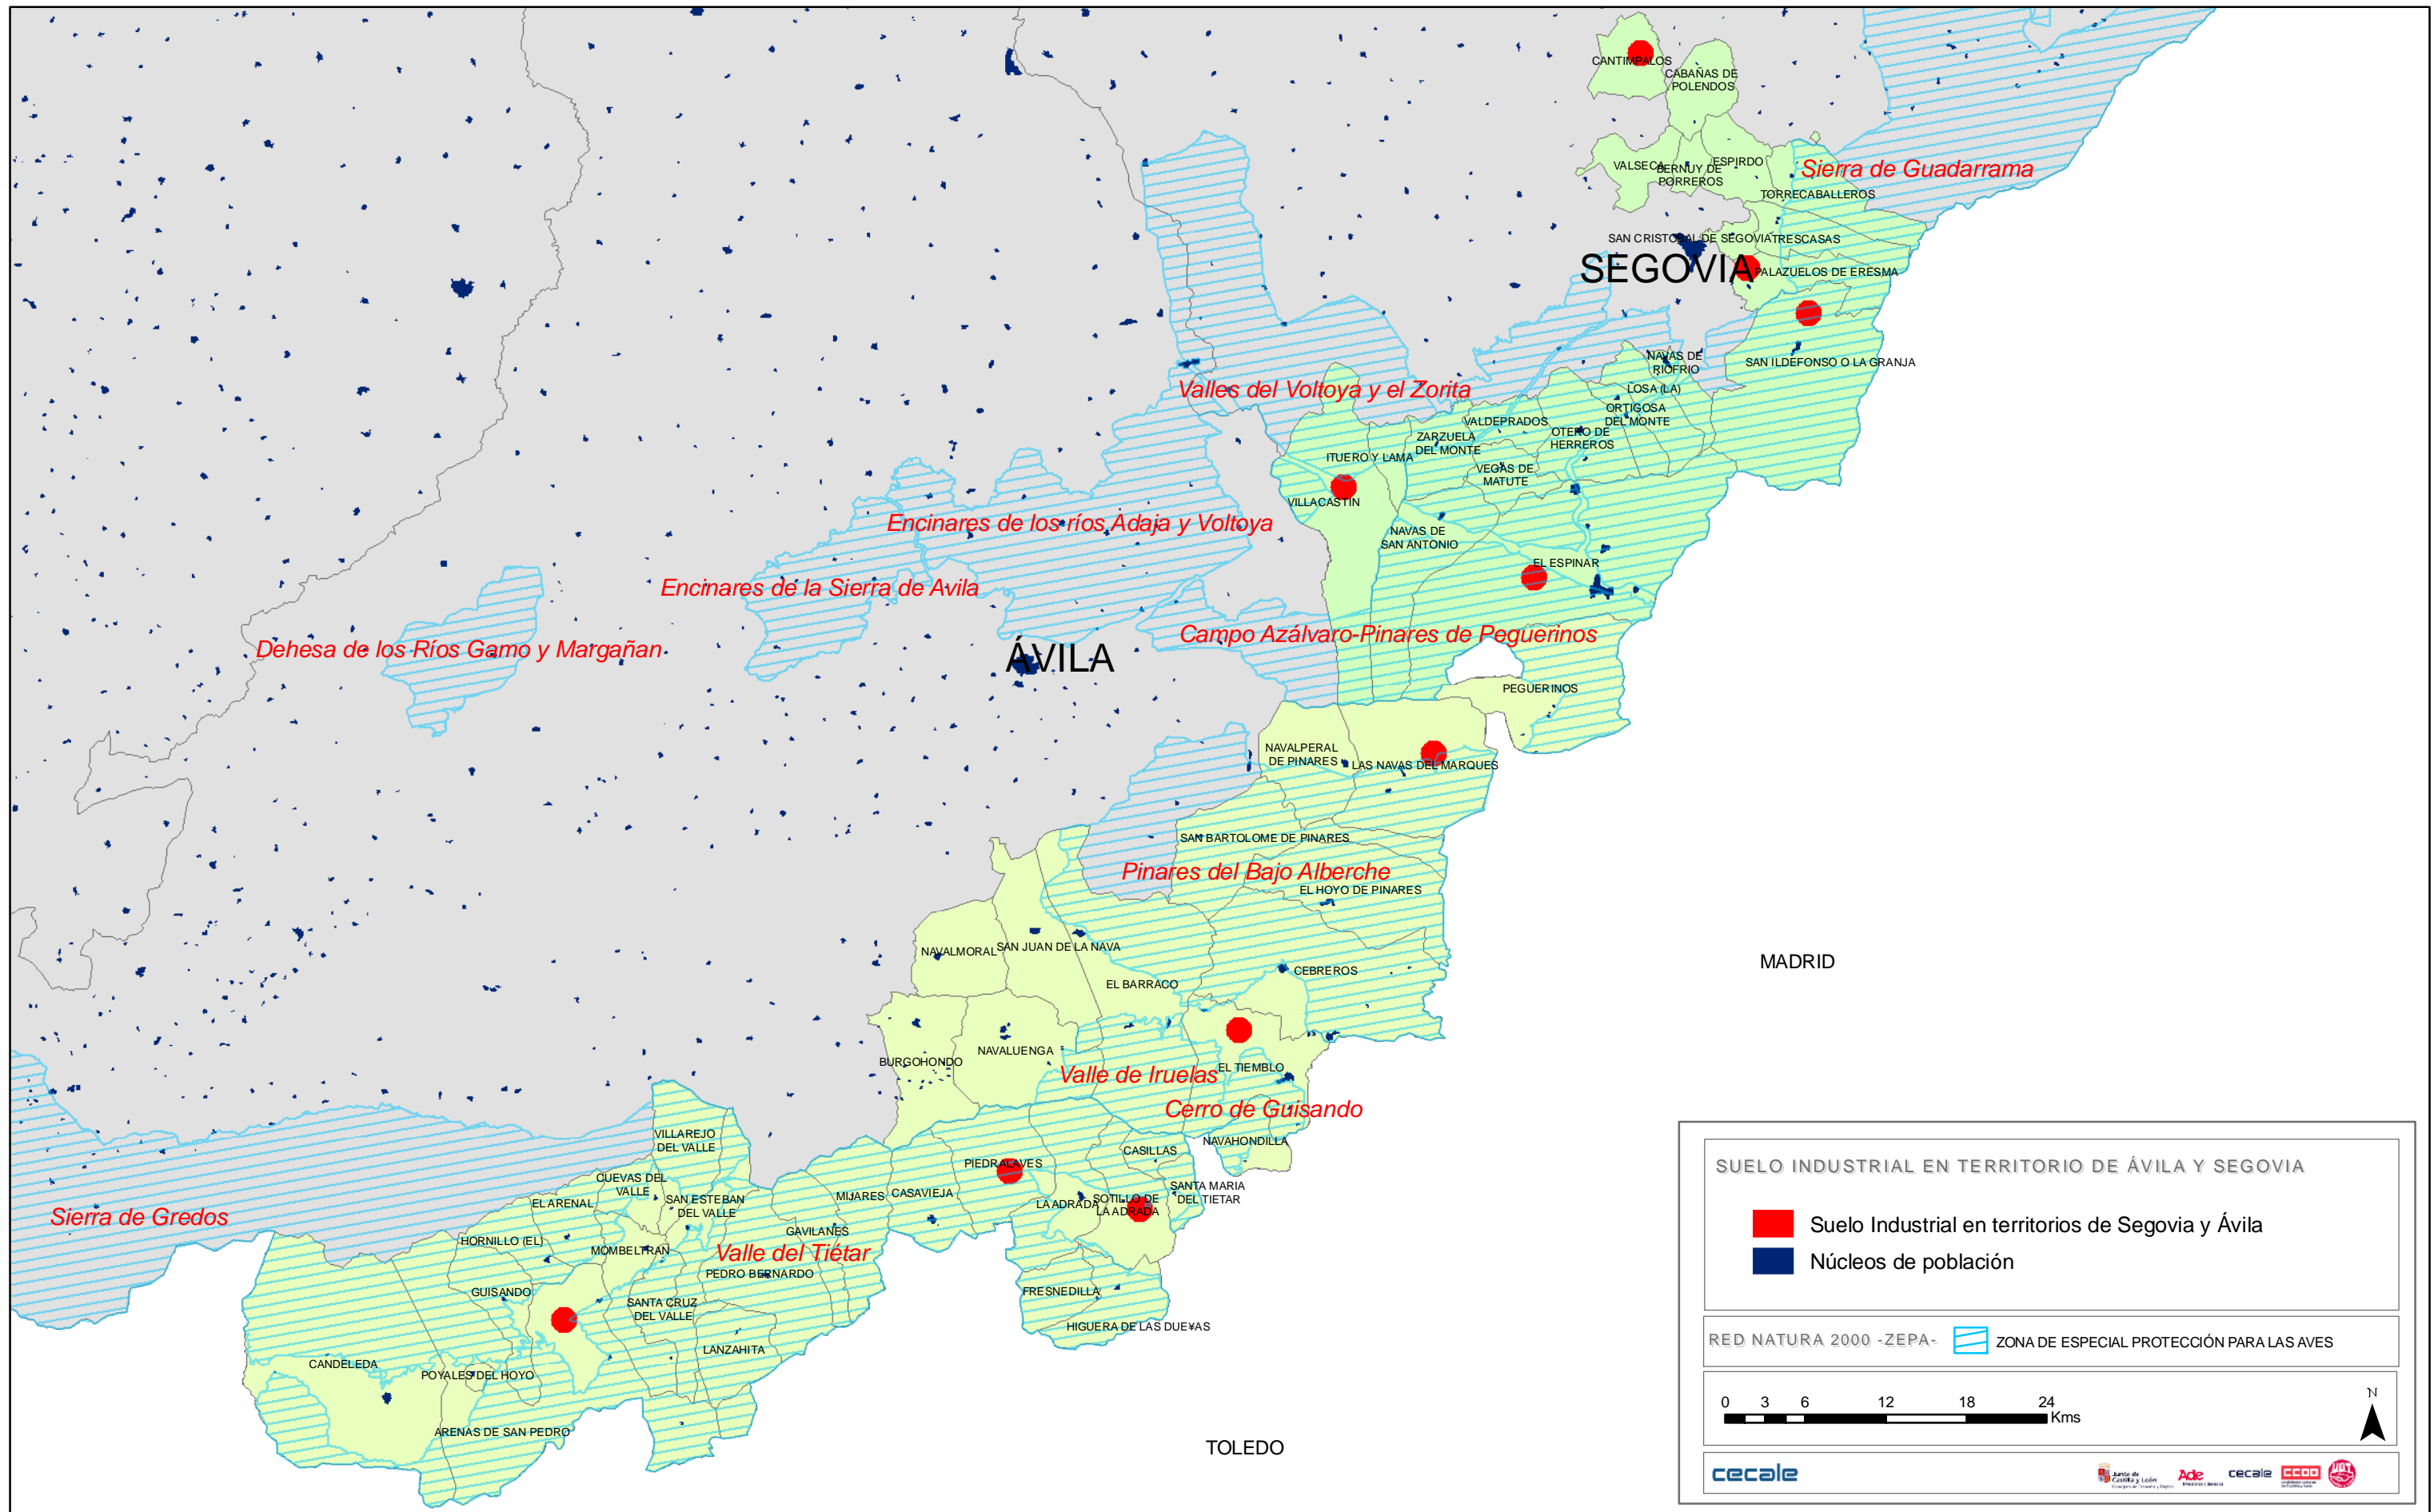 CANTIMPALOS
CABAÑAS DE
POLENDOS
VALSECA
BERNUY DE
PORREROS
ESPIRDO
Sierra de Guadarrama
TORRECABALLEROS
SAN CRISTOBAL DE SEGOVIA
TRESCASAS
SEGOVIA
PALAZUELOS DE ERESMA
NAVAS DE
RIOFRIO
SAN ILDEFONSO O LA GRANJA
Valles del Voltoya y el Zorita
LOSA (LA)
ORTIGOSA
DEL MONTE
VALDEPRADOS
OTERO DE
HERREROS
ZARZUELA
DEL MONTE
ITUERO Y LAMA
VEGAS DE
MATUTE
VILLACASTIN
Encinares de los ríos Adaja y Voltoya
NAVAS DE
SAN ANTONIO
EL ESPINAR
Encinares de la Sierra de Avila
Campo Azálvaro-Pinares de Peguerinos
Dehesa de los Ríos Gamo y Margañan
ÁVILA
PEGUERINOS
NAVALPERAL
DE PINARES
LAS NAVAS DEL MARQUES
SAN BARTOLOME DE PINARES
Pinares del Bajo Alberche
EL HOYO DE PINARES
NAVALMORAL
SAN JUAN DE LA NAVA
MADRID
CEBREROS
EL BARRACO
NAVALUENGA
BURGOHONDO
EL TIEMBLO
Valle de Iruelas
Cerro de Guisando
VILLAREJO
DEL VALLE
NAVAHONDILLA
CASILLAS
PIEDRALAVES
CUEVAS DEL
VALLE
MIJARES
CASAVIEJA
SANTA MARIA
DEL TIETAR
EL ARENAL
SAN ESTEBAN
DEL VALLE
LA ADRADA
SOTILLO DE
LA ADRADA
Sierra de Gredos
GAVILANES
HORNILLO (EL)
MOMBELTRAN
Valle del Tiétar
PEDRO BERNARDO
GUISANDO
FRESNEDILLA
SANTA CRUZ
DEL VALLE
HIGUERA DE LAS DUE¥AS
LANZAHITA
CANDELEDA
POYALES DEL HOYO
ARENAS DE SAN PEDRO
TOLEDO
SUELO INDUSTRIAL EN TERRITORIO DE ÁVILA Y SEGOVIA
Suelo Industrial en territorios de Segovia y Ávila
Núcleos de población
RED NATURA 2000 -ZEPA-
ZONA DE ESPECIAL PROTECCIÓN PARA LAS AVES
0 3 6 12 18 24
Kms
N
cecale
Junta de
Castilla y León
Ade
cecale
CCOO
UGT